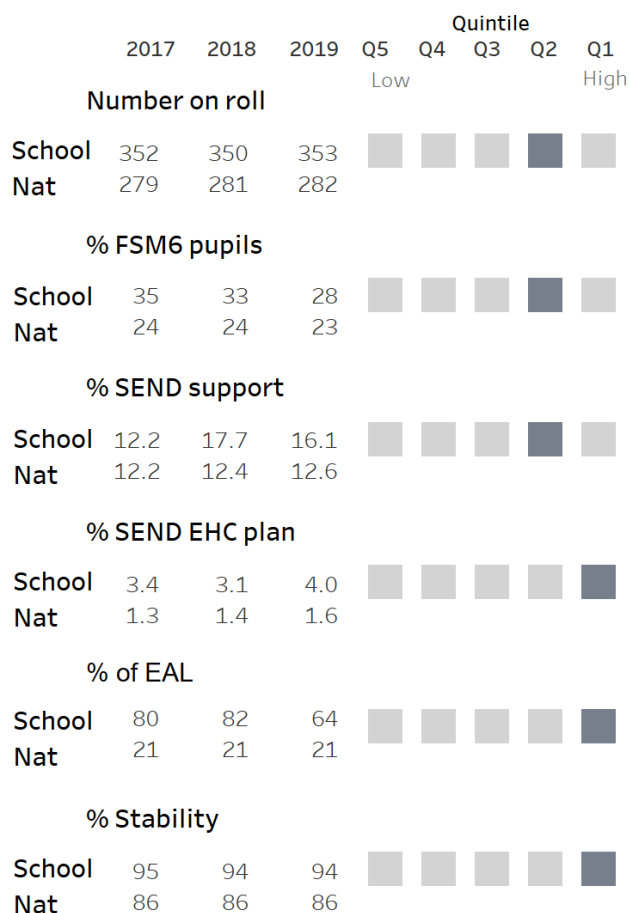 Quintile
2017 2018 2019 Q5 Q4 Q3 Q2 Q1
Low High
Number on roll
School 352 350 353
Nat 279 281 282
% FSM6 pupils
School 35 33 28
Nat 24 24 23
% SEND support
School 12.2 17.7 16.1
Nat 12.2 12.4 12.6
% SEND EHC plan
School 3.4 3.1 4.0
Nat 1.3 1.4 1.6
% of EAL
School 80 82 64
Nat 21 21 21
% Stability
School 95 94 94
Nat 86 86 86